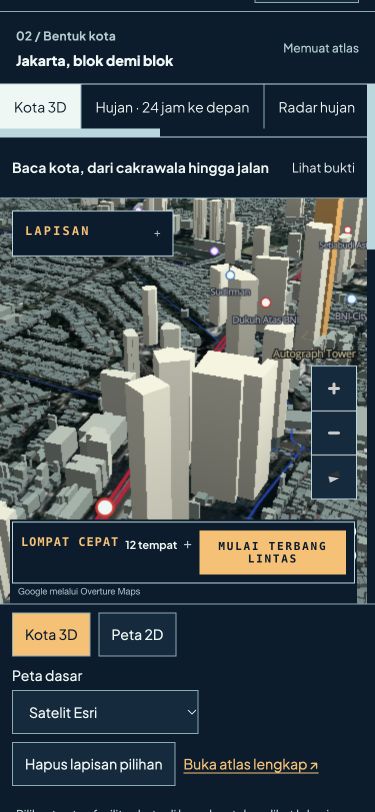 02 / Bentuk kota
Jakarta, blok demi blok
Memuat atlas
Kota 3D
Hujan · 24 jam ke depan
Radar hujan
Baca kota, dari cakrawala hingga jalan
Lihat bukti
LAPISAN +
Sudirman
Dukuh Atas BNI
BNI City
Autograph Tower
+
−
LOMPAT CEPAT 12 tempat +
MULAI TERBANG
LINTAS
Google melalui Overture Maps
Kota 3D
Peta 2D
Peta dasar
Satelit Esri
Hapus lapisan pilihan
Buka atlas lengkap ↗